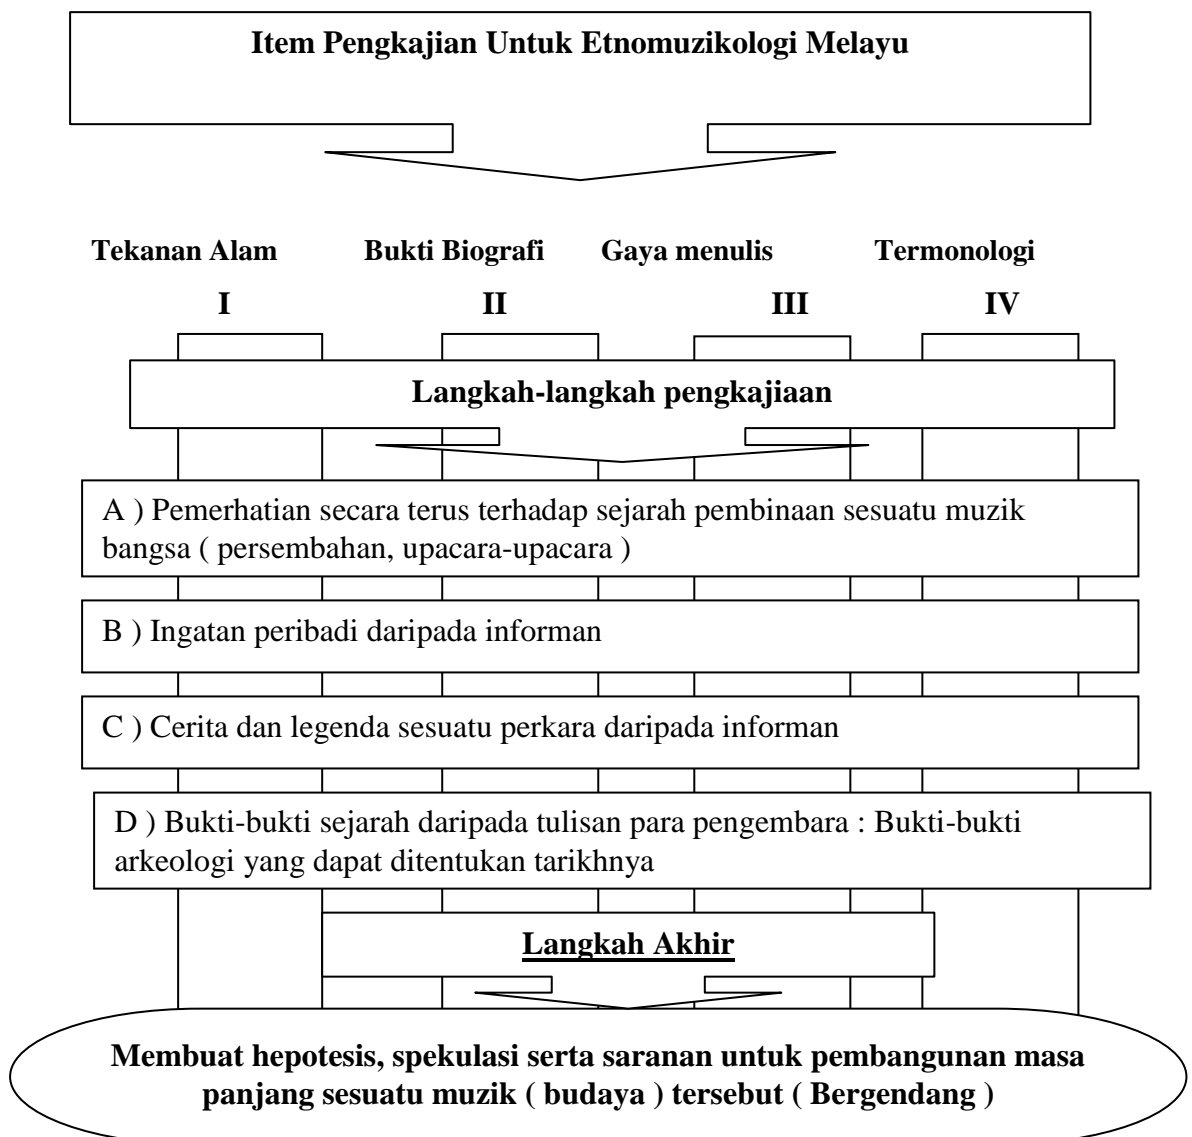 Item Pengkajian Untuk Etnomuzikologi Melayu
Tekanan Alam Bukti Biografi Gaya menulis Termonologi
I II III IV
Langkah-langkah pengkajiaan
A ) Pemerhatian secara terus terhadap sejarah pembinaan sesuatu muzik
bangsa ( persembahan, upacara-upacara )
B ) Ingatan peribadi daripada informan
C ) Cerita dan legenda sesuatu perkara daripada informan
D ) Bukti-bukti sejarah daripada tulisan para pengembara : Bukti-bukti
arkeologi yang dapat ditentukan tarikhnya
Langkah Akhir
Membuat hepotesis, spekulasi serta saranan untuk pembangunan masa
panjang sesuatu muzik ( budaya ) tersebut ( Bergendang )